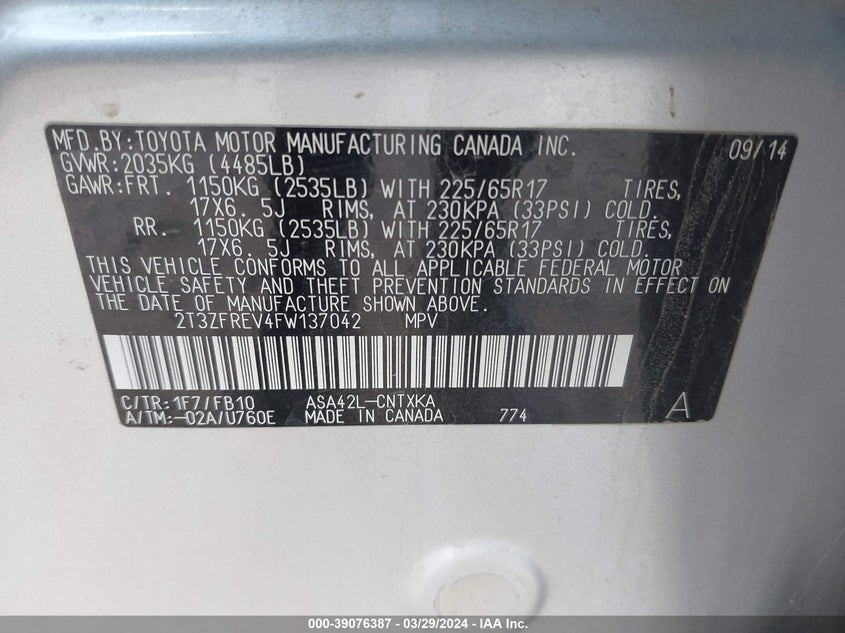 MFD.BY:TOYOTA MOTOR MANUFACTURING CANADA INC. 09/14
GVWR:2035KG (4485LB)
GAWR:FRT. 1150KG (2535LB) WITH 225/65R17 TIRES,
17X6.5J RIMS, AT 230KPA (33PSI) COLD.
RR. 1150KG (2535LB) WITH 225/65R17 TIRES,
17X6.5J RIMS, AT 230KPA (33PSI) COLD.
THIS VEHICLE CONFORMS TO ALL APPLICABLE FEDERAL MOTOR
VEHICLE SAFETY AND THEFT PREVENTION STANDARDS IN EFFECT ON
THE DATE OF MANUFACTURE SHOWN ABOVE.
2T3ZFREV4FW137042 MPV
C/TR:1F7/FB10 ASA42L-CNTXKA
A/TM:-02A/U760E MADE IN CANADA 774 A
000-39076387 - 03/29/2024 - IAA Inc.